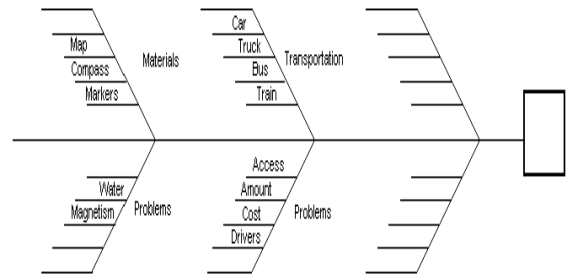 Map
Compass
Markers
Materials
Car
Truck
Bus
Train
Transportation
Water
Magnetism
Problems
Access
Amount
Cost
Drivers
Problems